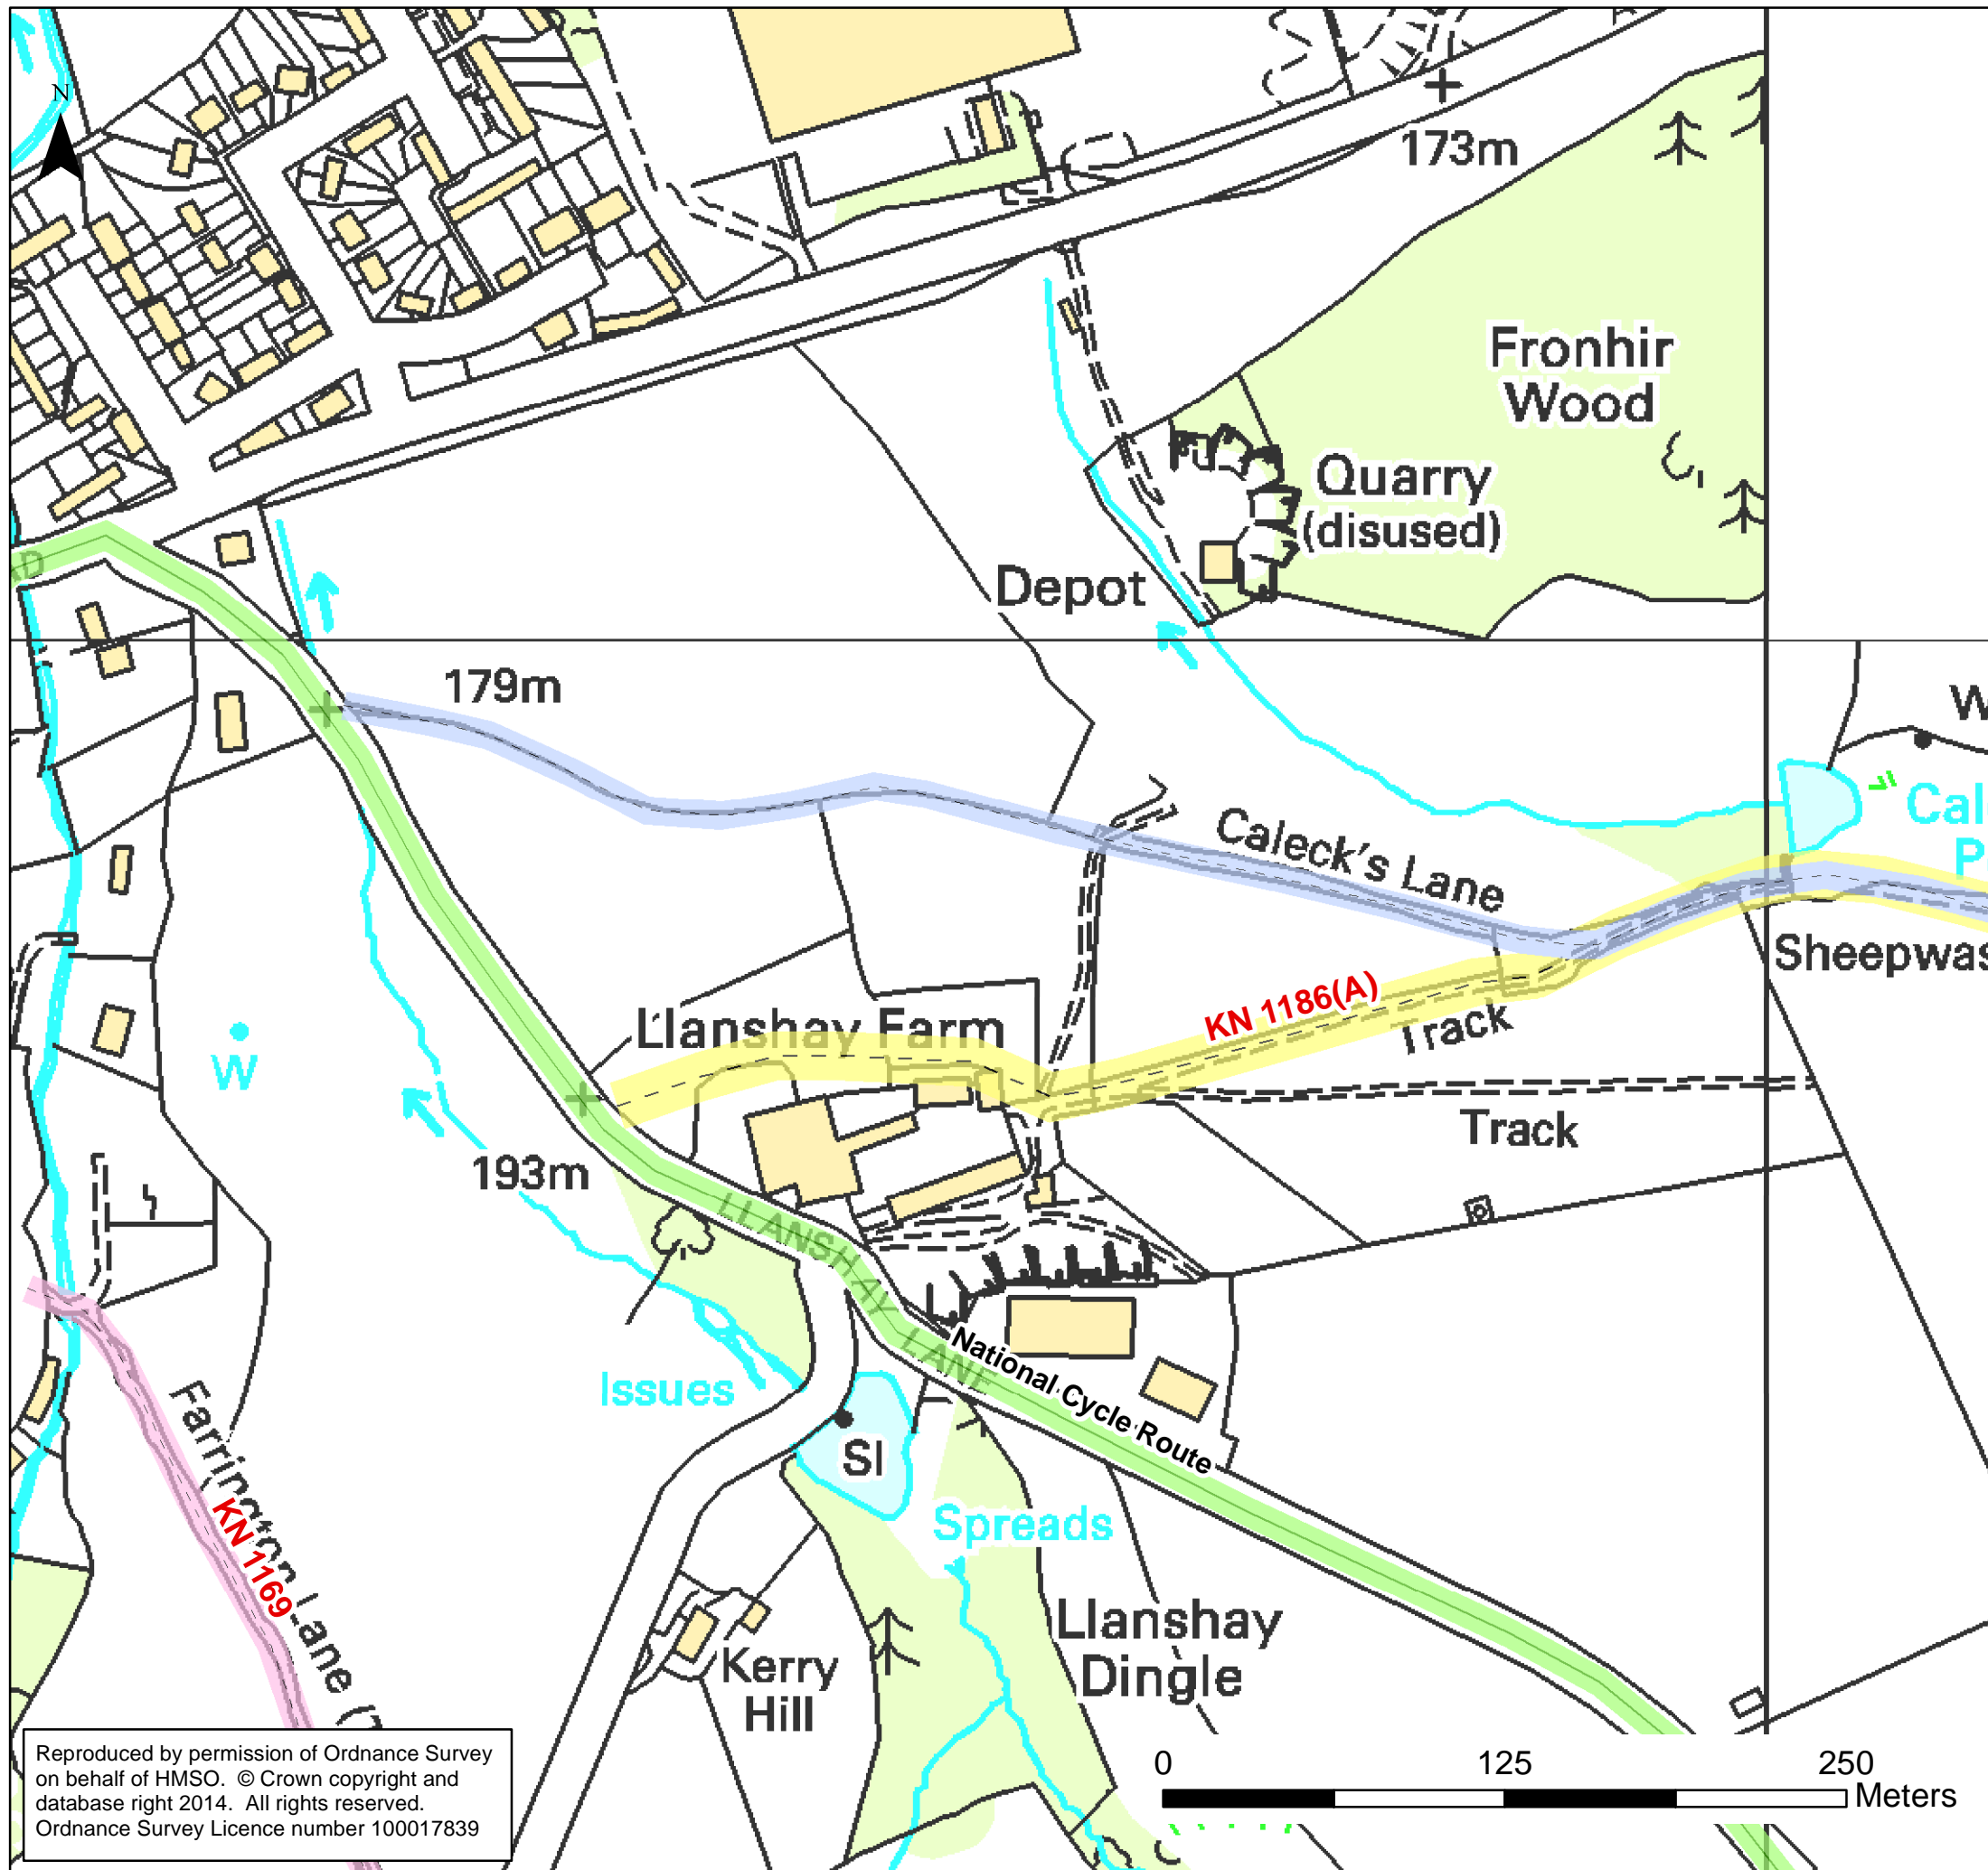 N
173m
Fronhir
Wood
Quarry
(disused)
Depot
179m
W
Caleck's Lane
Cal
P
Sheepwas
KN 1186(A)
Track
Llanshay Farm
W
Track
193m
LLANSHAY LANE
National Cycle Route
Issues
Sl
Spreads
Farrington Lane
KN 1169
Llanshay
Dingle
Kerry
Hill
Reproduced by permission of Ordnance Survey
on behalf of HMSO. © Crown copyright and
database right 2014. All rights reserved.
Ordnance Survey Licence number 100017839
0 125 250
Meters